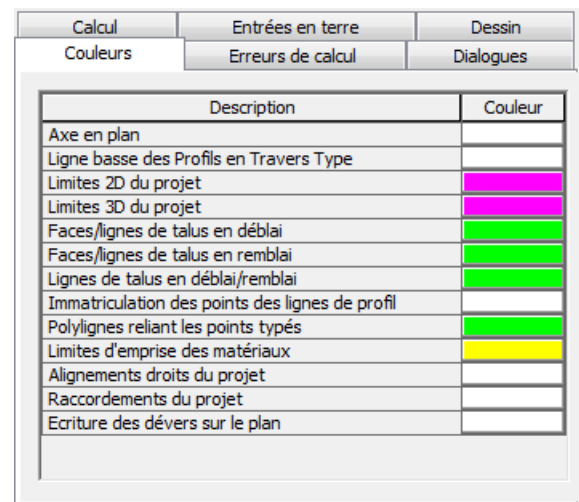 Calcul Entrées en terre Dessin
Couleurs Erreurs de calcul Dialogues
Description Couleur
Axe en plan
Ligne basse des Profils en Travers Type
Limites 2D du projet
Limites 3D du projet
Faces/lignes de talus en déblai
Faces/lignes de talus en remblai
Lignes de talus en déblai/remblai
Immatriculation des points des lignes de profil
Polylignes reliant les points typés
Limites d'emprise des matériaux
Alignements droits du projet
Raccordements du projet
Ecriture des dévers sur le plan